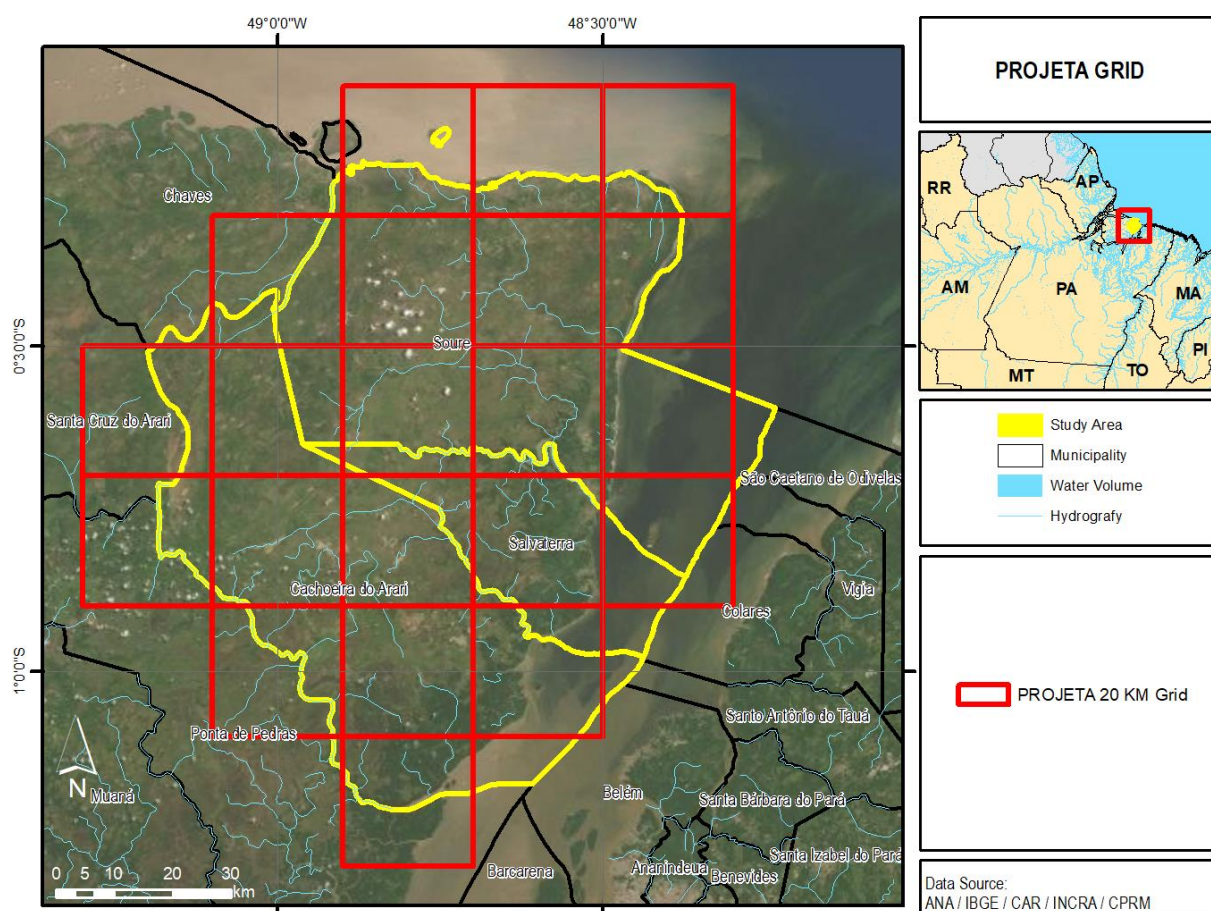 49°0'0"W
48°30'0"W
PROJETA GRID
Chaves
0°30'0"S
Soure
Santa Cruz do Arari
São Caetano de Odivelas
Salvaterra
Cachoeira do Arari
Vigia
Colares
1°0'0"S
Santo Antônio do Tauá
Ponta de Pedras
N
Muaná
Belém
Santa Bárbara do Pará
Santa Izabel do Pará
Barcarena
Ananindeua
Benevides
0 5 10 20 30
km
RR
AP
AM
PA
MA
PI
MT
TO
Study Area
Municipality
Water Volume
Hydrografy
PROJETA 20 KM Grid
Data Source:
ANA / IBGE / CAR / INCRA / CPRM